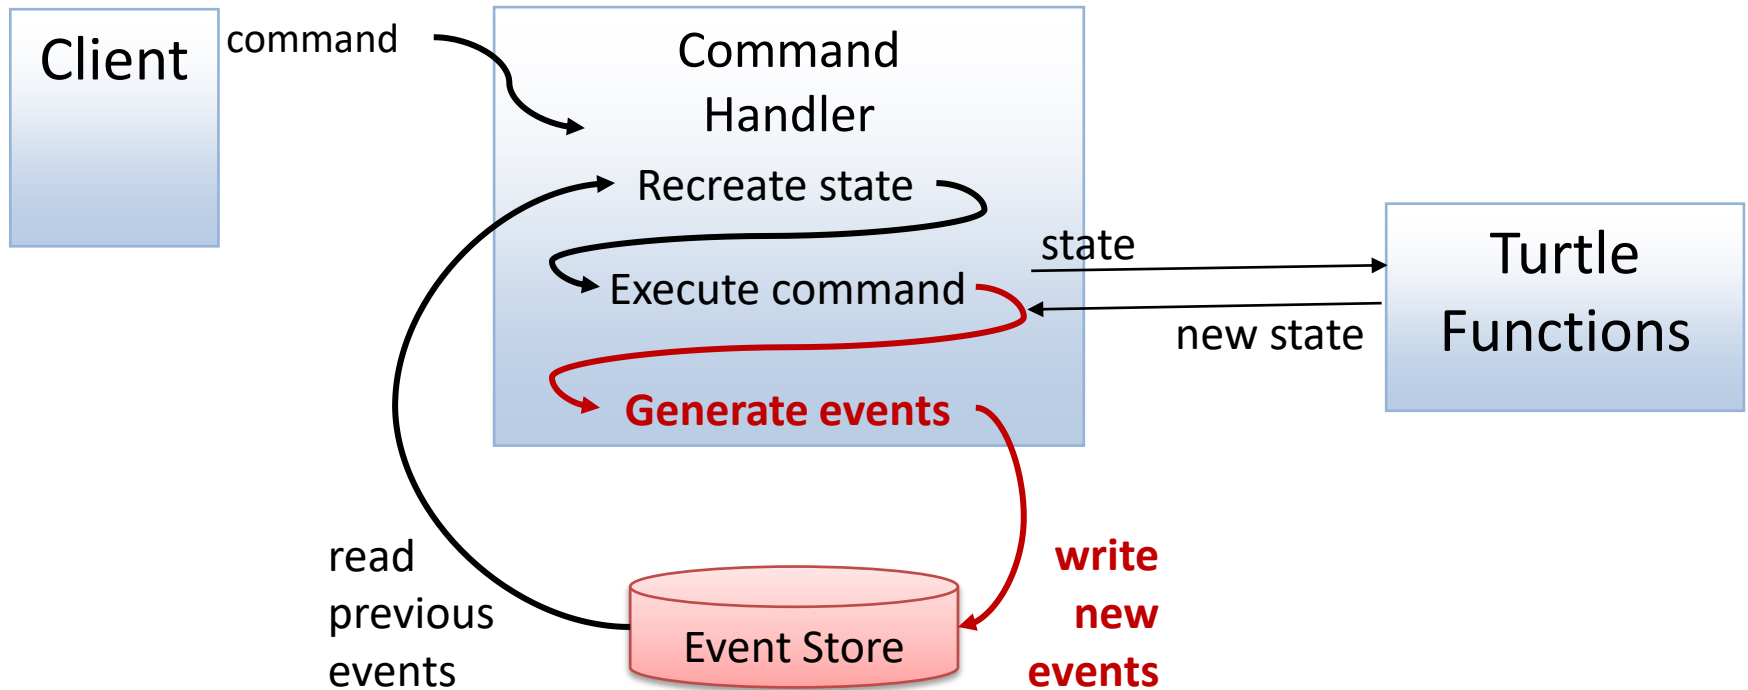 Client
command
Command
Handler
Recreate state
Execute command
Generate events
state
new state
Turtle
Functions
read
previous
events
Event Store
write
new
events